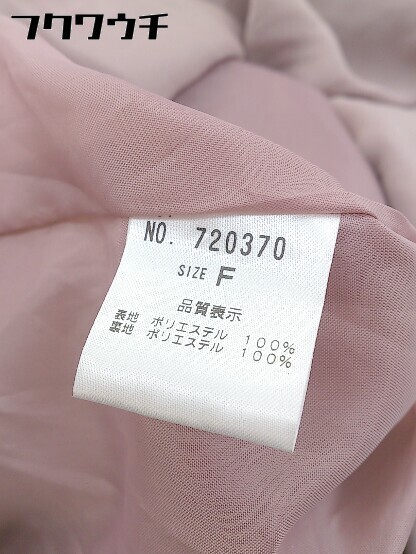 フクワウチ
NO. 720370
SIZE F
品質表示
表地 ポリエステル 100%
裏地 ポリエステル 100%